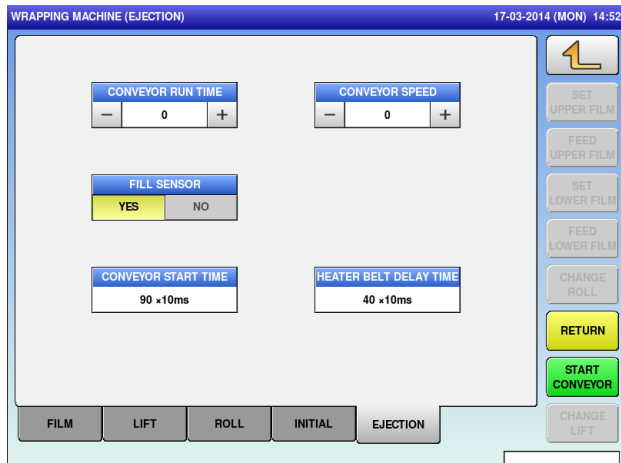 WRAPPING MACHINE (EJECTION) 17-03-2014 (MON) 14:52
CONVEYOR RUN TIME
− 0 +
CONVEYOR SPEED
− 0 +
FILL SENSOR
YES NO
CONVEYOR START TIME
90 ×10ms
HEATER BELT DELAY TIME
40 ×10ms
SET
UPPER FILM
FEED
UPPER FILM
SET
LOWER FILM
FEED
LOWER FILM
CHANGE
ROLL
RETURN
START
CONVEYOR
CHANGE
LIFT
FILM LIFT ROLL INITIAL EJECTION